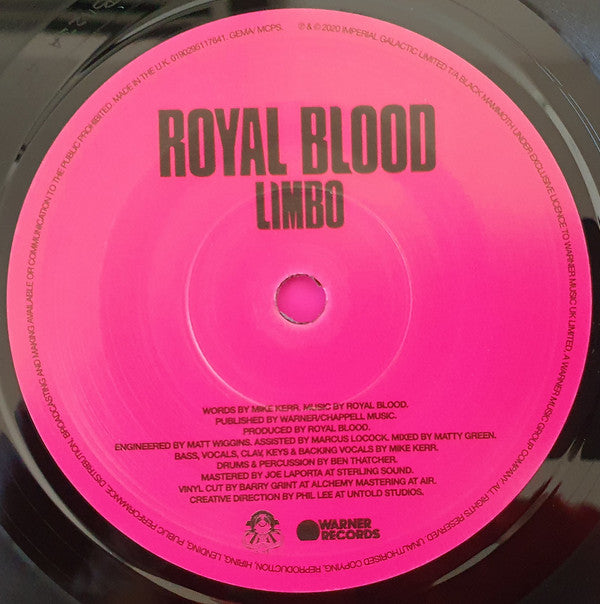 ROYAL BLOOD
LIMBO
WORDS BY MIKE KERR. MUSIC BY ROYAL BLOOD.
PUBLISHED BY WARNER/CHAPPELL MUSIC.
PRODUCED BY ROYAL BLOOD.
ENGINEERED BY MATT WIGGINS. ASSISTED BY MARCUS LOCOCK. MIXED BY MATTY GREEN.
BASS, VOCALS, CLAV, KEYS & BACKING VOCALS BY MIKE KERR.
DRUMS & PERCUSSION BY BEN THATCHER.
MASTERED BY JOE LAPORTA AT STERLING SOUND.
VINYL CUT BY BARRY GRINT AT ALCHEMY MASTERING AT AIR.
CREATIVE DIRECTION BY PHIL LEE AT UNTOLD STUDIOS.
WARNER
RECORDS
℗ & © 2020 IMPERIAL GALACTIC LIMITED T/A BLACK MAMMOTH UNDER EXCLUSIVE LICENCE TO WARNER MUSIC UK LIMITED, A WARNER MUSIC GROUP COMPANY. ALL RIGHTS RESERVED. UNAUTHORISED COPYING, REPRODUCTION, HIRING, LENDING, PUBLIC PERFORMANCE, DISTRIBUTION, BROADCASTING AND MAKING AVAILABLE OR COMMUNICATION TO THE PUBLIC PROHIBITED. MADE IN THE U.K. 0190295117641. GEMA/ MCPS.